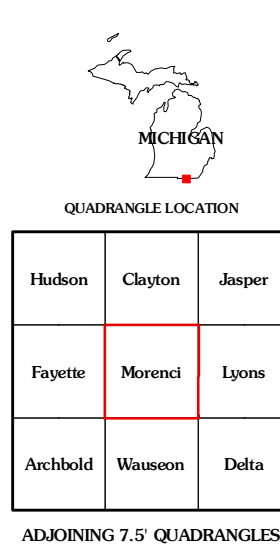 MICHIGAN
QUADRANGLE LOCATION
Hudson Clayton Jasper
Fayette Morenci Lyons
Archbold Wauseon Delta
ADJOINING 7.5' QUADRANGLES